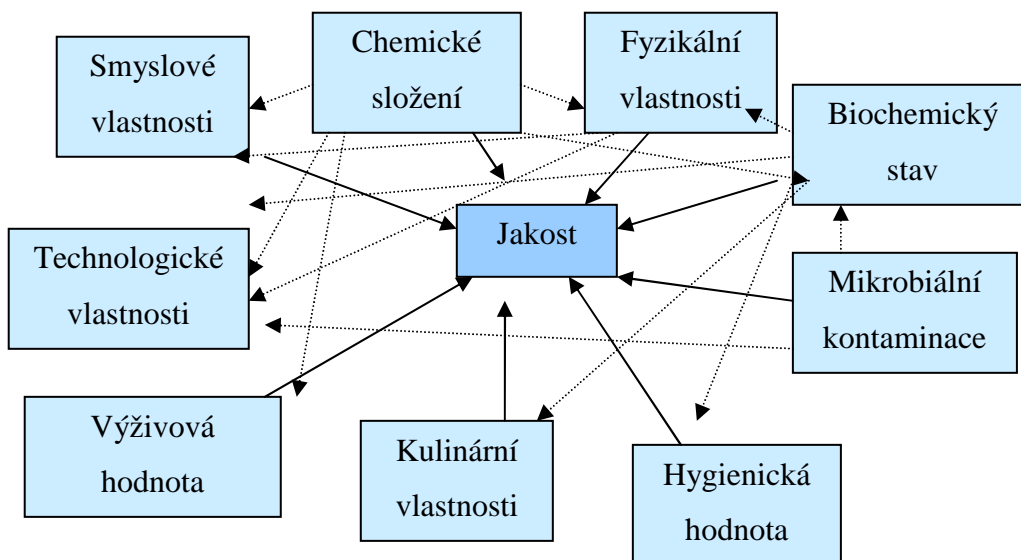 Smyslové
vlastnosti
Chemické
složení
Fyzikální
vlastnosti
Biochemický
stav
Jakost
Technologické
vlastnosti
Mikrobiální
kontaminace
Výživová
hodnota
Kulinární
vlastnosti
Hygienická
hodnota